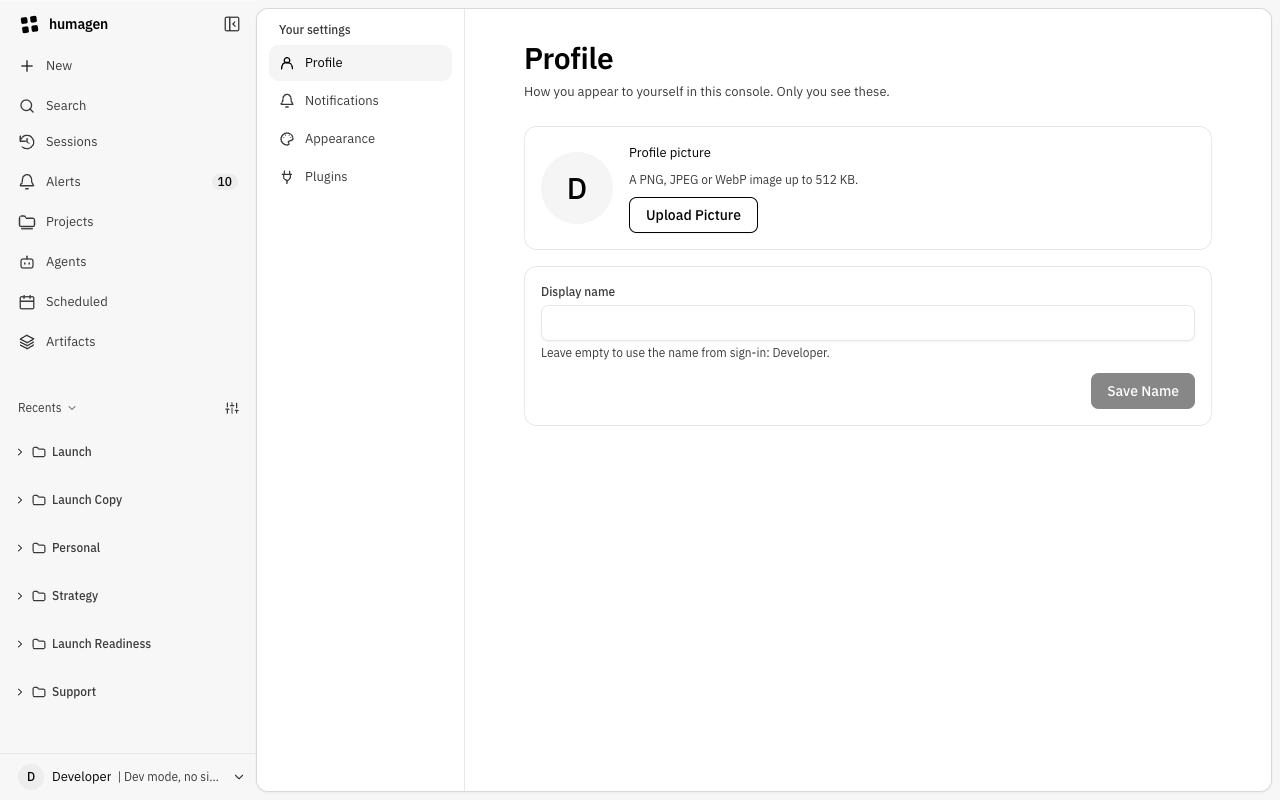 humagen
New
Search
Sessions
Alerts 10
Projects
Agents
Scheduled
Artifacts
Recents
Launch
Launch Copy
Personal
Strategy
Launch Readiness
Support
D Developer | Dev mode, no si...
Your settings
Profile
Notifications
Appearance
Plugins
Profile
How you appear to yourself in this console. Only you see these.
D
Profile picture
A PNG, JPEG or WebP image up to 512 KB.
Upload Picture
Display name
Leave empty to use the name from sign-in: Developer.
Save Name